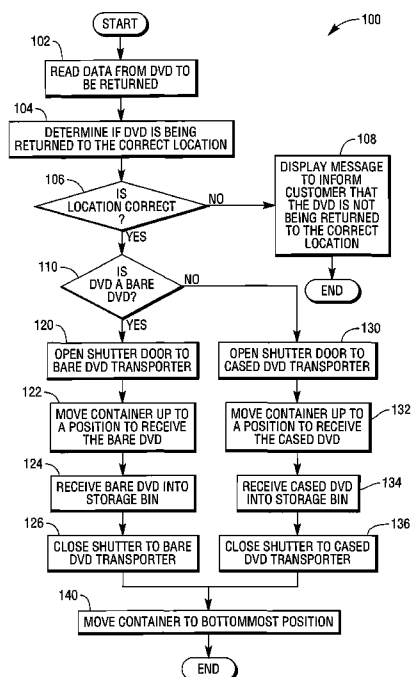 START
100
102
READ DATA FROM DVD TO
BE RETURNED
104
DETERMINE IF DVD IS BEING
RETURNED TO THE CORRECT LOCATION
106
IS
LOCATION CORRECT
?
NO
108
DISPLAY MESSAGE
TO INFORM
CUSTOMER THAT
THE DVD IS NOT
BEING RETURNED
TO THE CORRECT
LOCATION
END
YES
110
IS
DVD A BARE
DVD?
NO
YES
120
OPEN SHUTTER DOOR TO
BARE DVD TRANSPORTER
122
MOVE CONTAINER UP TO
A POSITION TO RECEIVE
THE BARE DVD
124
RECEIVE BARE DVD INTO
STORAGE BIN
126
CLOSE SHUTTER TO BARE
DVD TRANSPORTER
130
OPEN SHUTTER DOOR TO
CASED DVD TRANSPORTER
132
MOVE CONTAINER UP TO
A POSITION TO RECEIVE
THE CASED DVD
134
RECEIVE CASED DVD
INTO STORAGE BIN
136
CLOSE SHUTTER TO CASED
DVD TRANSPORTER
140
MOVE CONTAINER TO BOTTOMMOST POSITION
END